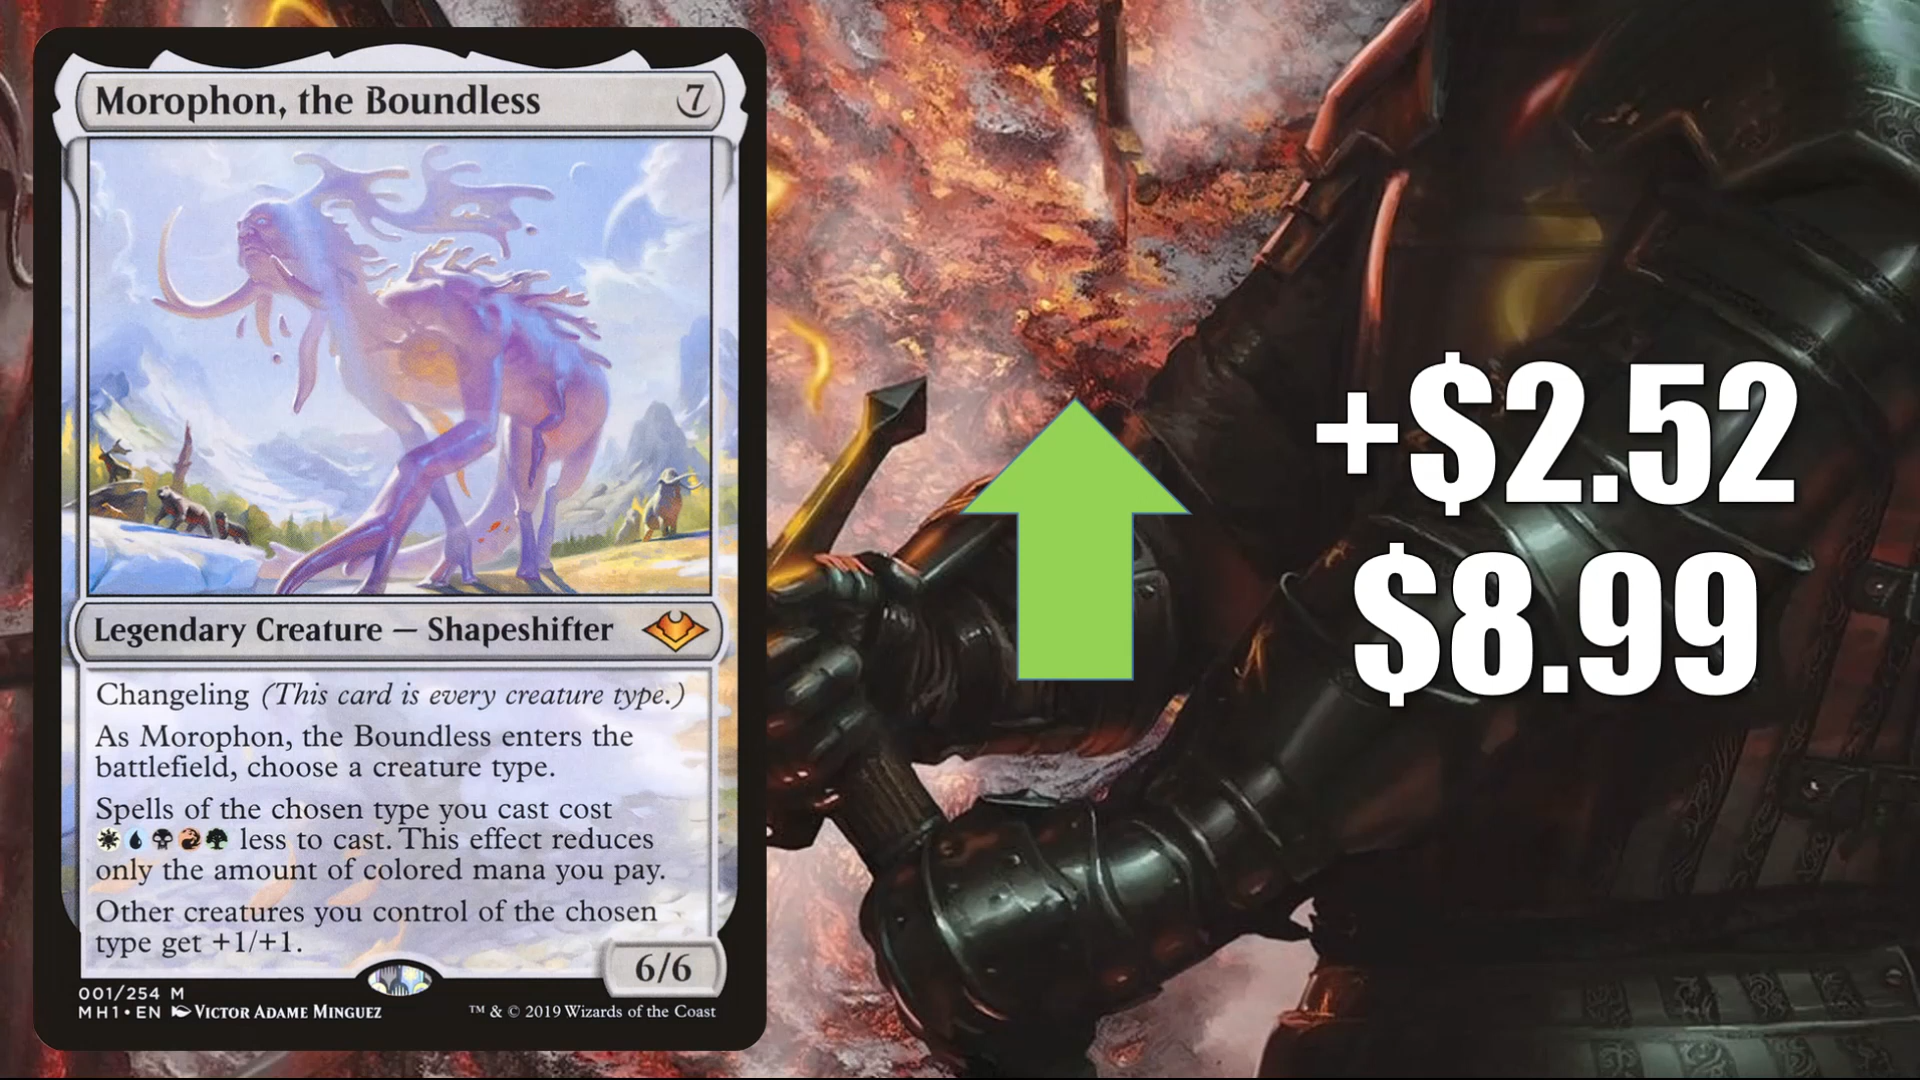 Morophon, the Boundless 7
Legendary Creature — Shapeshifter
Changeling (This card is every creature type.)
As Morophon, the Boundless enters the
battlefield, choose a creature type.
Spells of the chosen type you cast cost
less to cast. This effect reduces
only the amount of colored mana you pay.
Other creatures you control of the chosen
type get +1/+1.
6/6
001/254 M
MH1•EN VICTOR ADAME MINGUEZ
™ & © 2019 Wizards of the Coast
+$2.52
$8.99